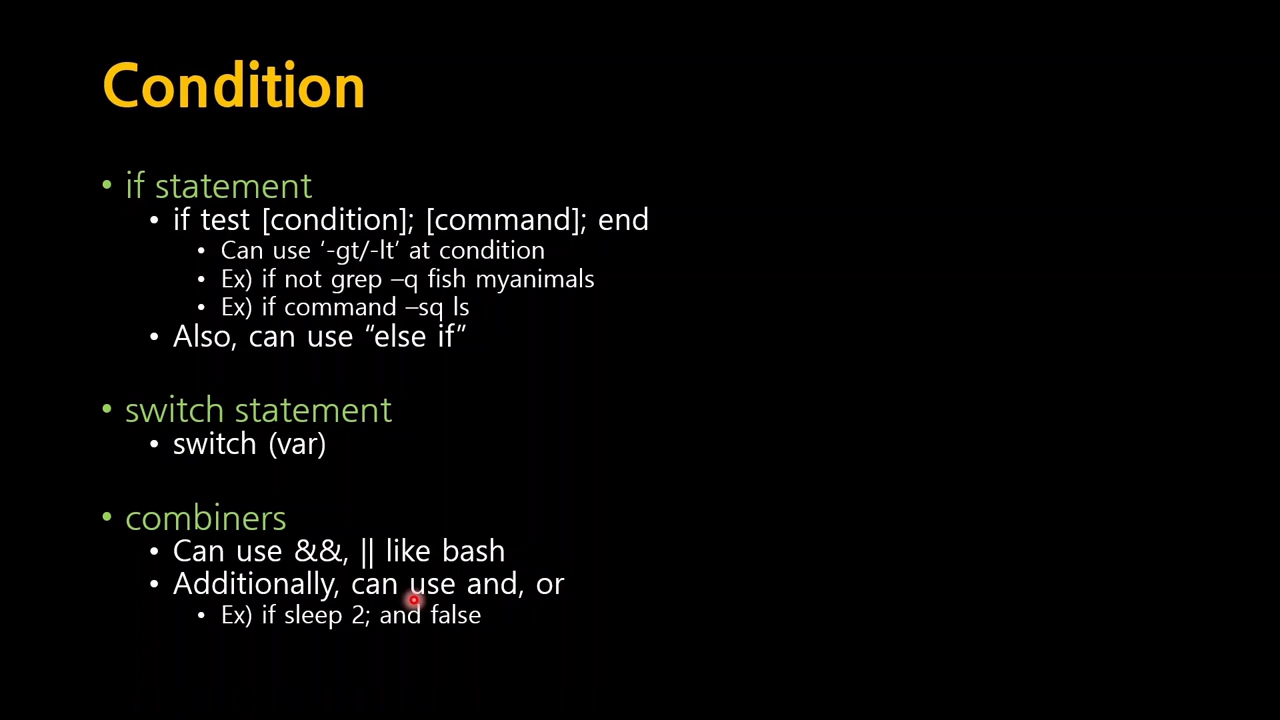 Condition
• if statement
• if test [condition]; [command]; end
• Can use ‘-gt/-lt’ at condition
• Ex) if not grep –q fish myanimals
• Ex) if command –sq ls
• Also, can use “else if”
• switch statement
• switch (var)
• combiners
• Can use &&, || like bash
• Additionally, can use and, or
• Ex) if sleep 2; and false